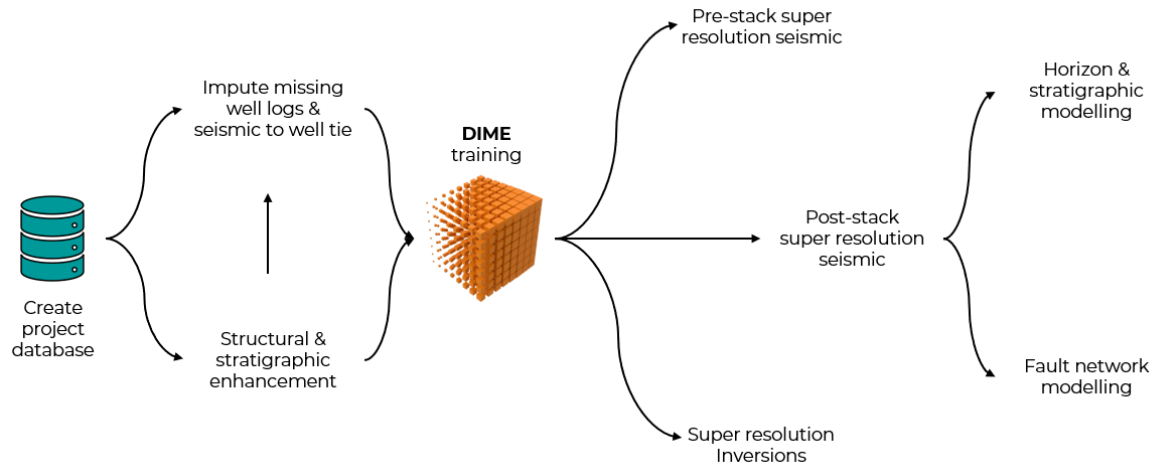 Create
project
database
Impute missing
well logs &
seismic to well tie
Structural &
stratigraphic
enhancement
DIME
training
Pre-stack super
resolution seismic
Post-stack
super resolution
seismic
Super resolution
Inversions
Horizon &
stratigraphic
modelling
Fault network
modelling